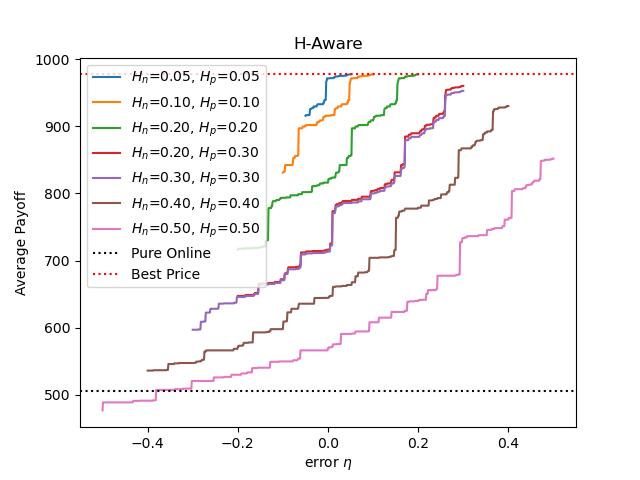 H-Aware
1000
900
800
700
600
500
Average Payoff
H_n=0.05, H_p=0.05
H_n=0.10, H_p=0.10
H_n=0.20, H_p=0.20
H_n=0.20, H_p=0.30
H_n=0.30, H_p=0.30
H_n=0.40, H_p=0.40
H_n=0.50, H_p=0.50
Pure Online
Best Price
−0.4 −0.2 0.0 0.2 0.4
error η